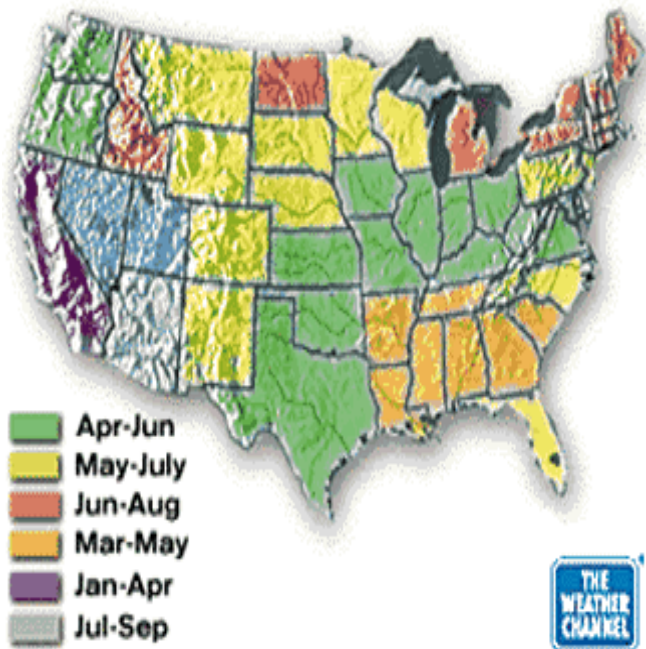 Apr-Jun
May-July
Jun-Aug
Mar-May
Jan-Apr
Jul-Sep
THE
WEATHER
CHANNEL